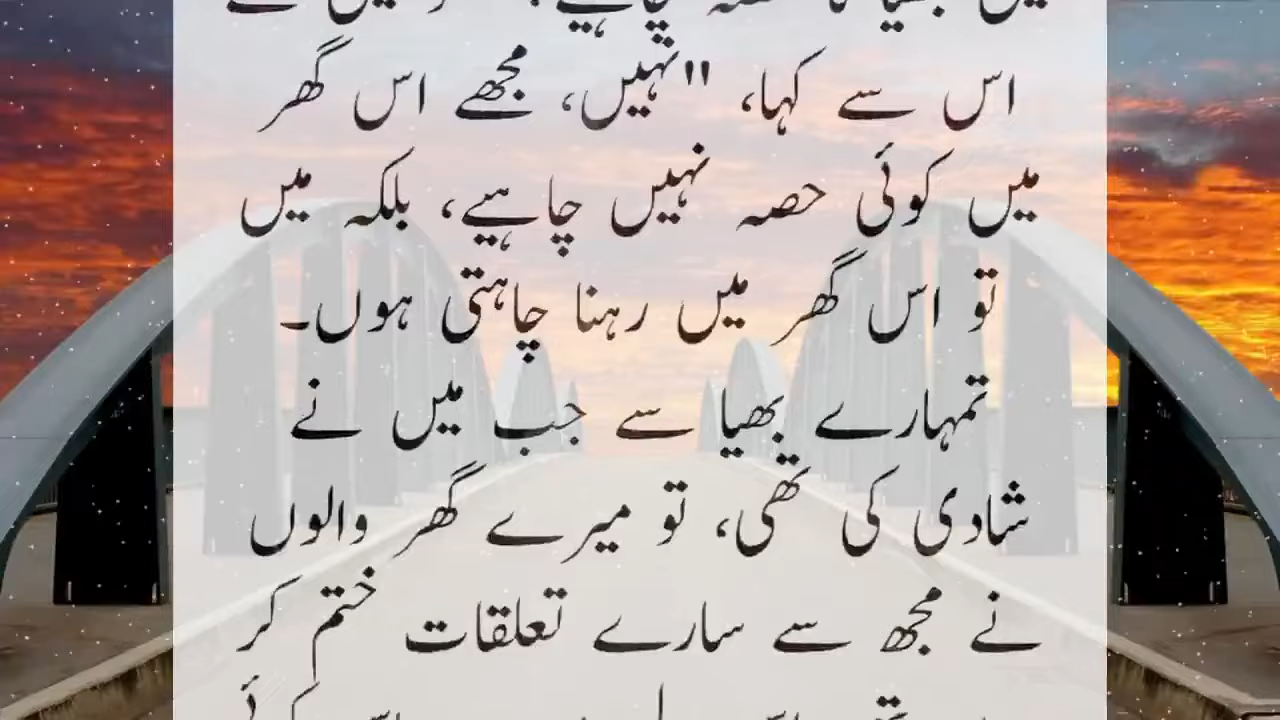 اس سے کہا، "نہیں، مجھے اس گھر
میں کوئی حصہ نہیں چاہیے، بلکہ میں
تو اس گھر میں رہنا چاہتی ہوں۔
تمہارے بھیا سے جب میں نے
شادی کی تھی، تو میرے گھر والوں
نے مجھ سے سارے تعلقات ختم کر